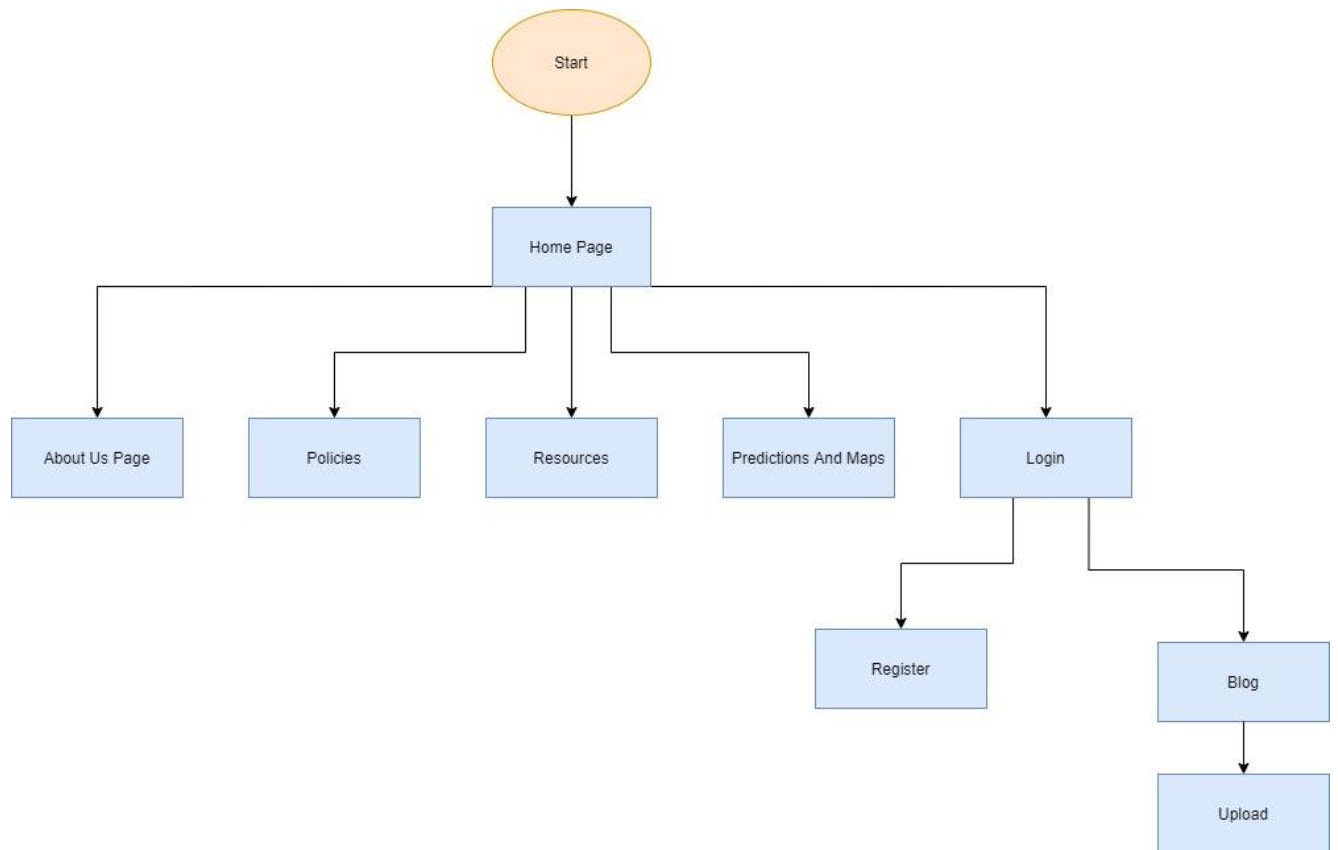 Start
Home Page
About Us Page
Policies
Resources
Predictions And Maps
Login
Register
Blog
Upload